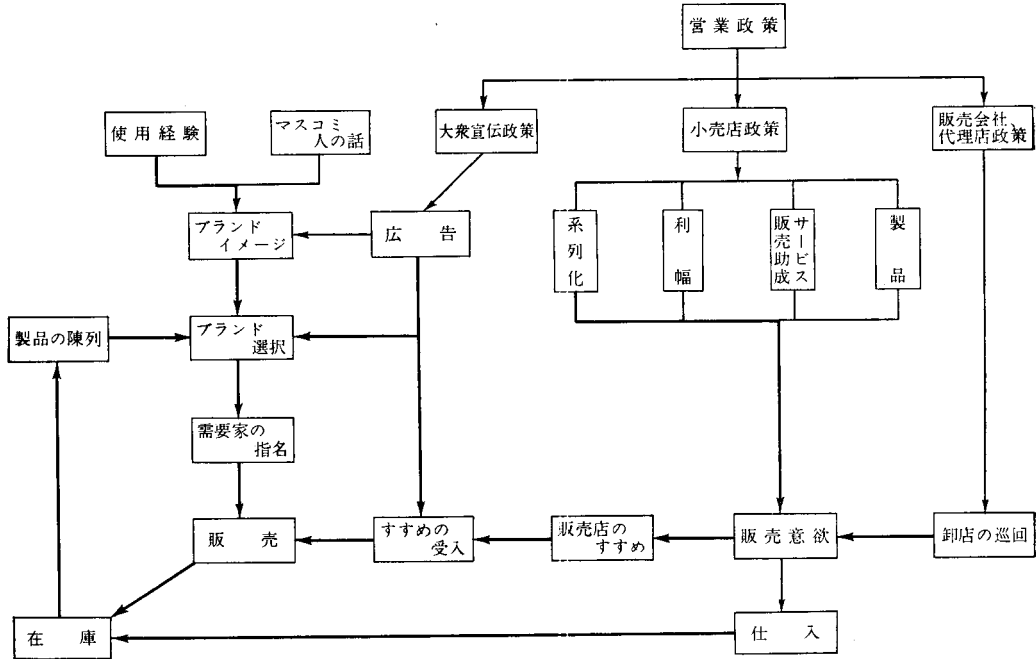 営業政策
大衆宣伝政策
小売店政策
販売会社、
代理店政策
使用経験
マスコミ
人の話
系列化
利幅
サービス
販売助成
製品
ブランド
イメージ
広告
製品の陳列
ブランド
選択
需要家の
指名
販売
すすめの
受入
販売店の
すすめ
販売意欲
卸店の巡回
在庫
仕入